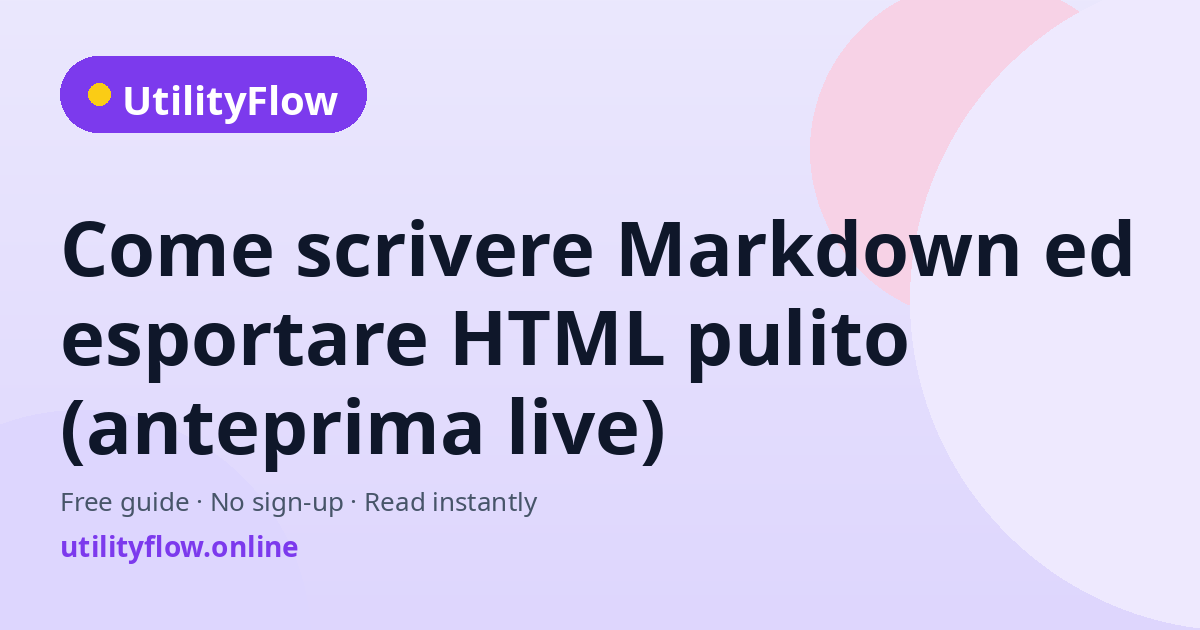 UtilityFlow
Come scrivere Markdown ed
esportare HTML pulito
(anteprima live)
Free guide · No sign-up · Read instantly
utilityflow.online